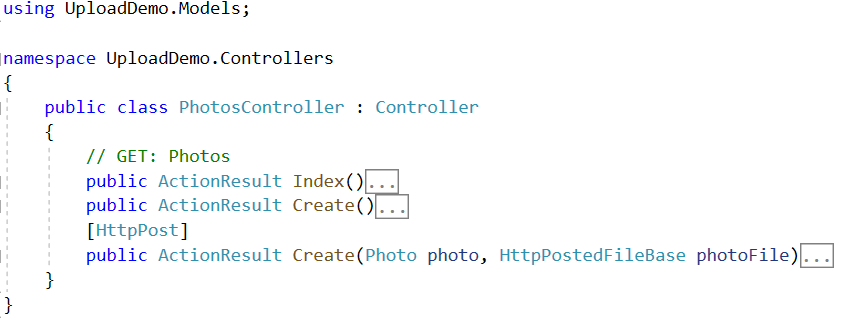 using UploadDemo.Models;
namespace UploadDemo.Controllers
{
public class PhotosController : Controller
{
// GET: Photos
public ActionResult Index()...
public ActionResult Create()...
[HttpPost]
public ActionResult Create(Photo photo, HttpPostedFileBase photoFile)...
}
}